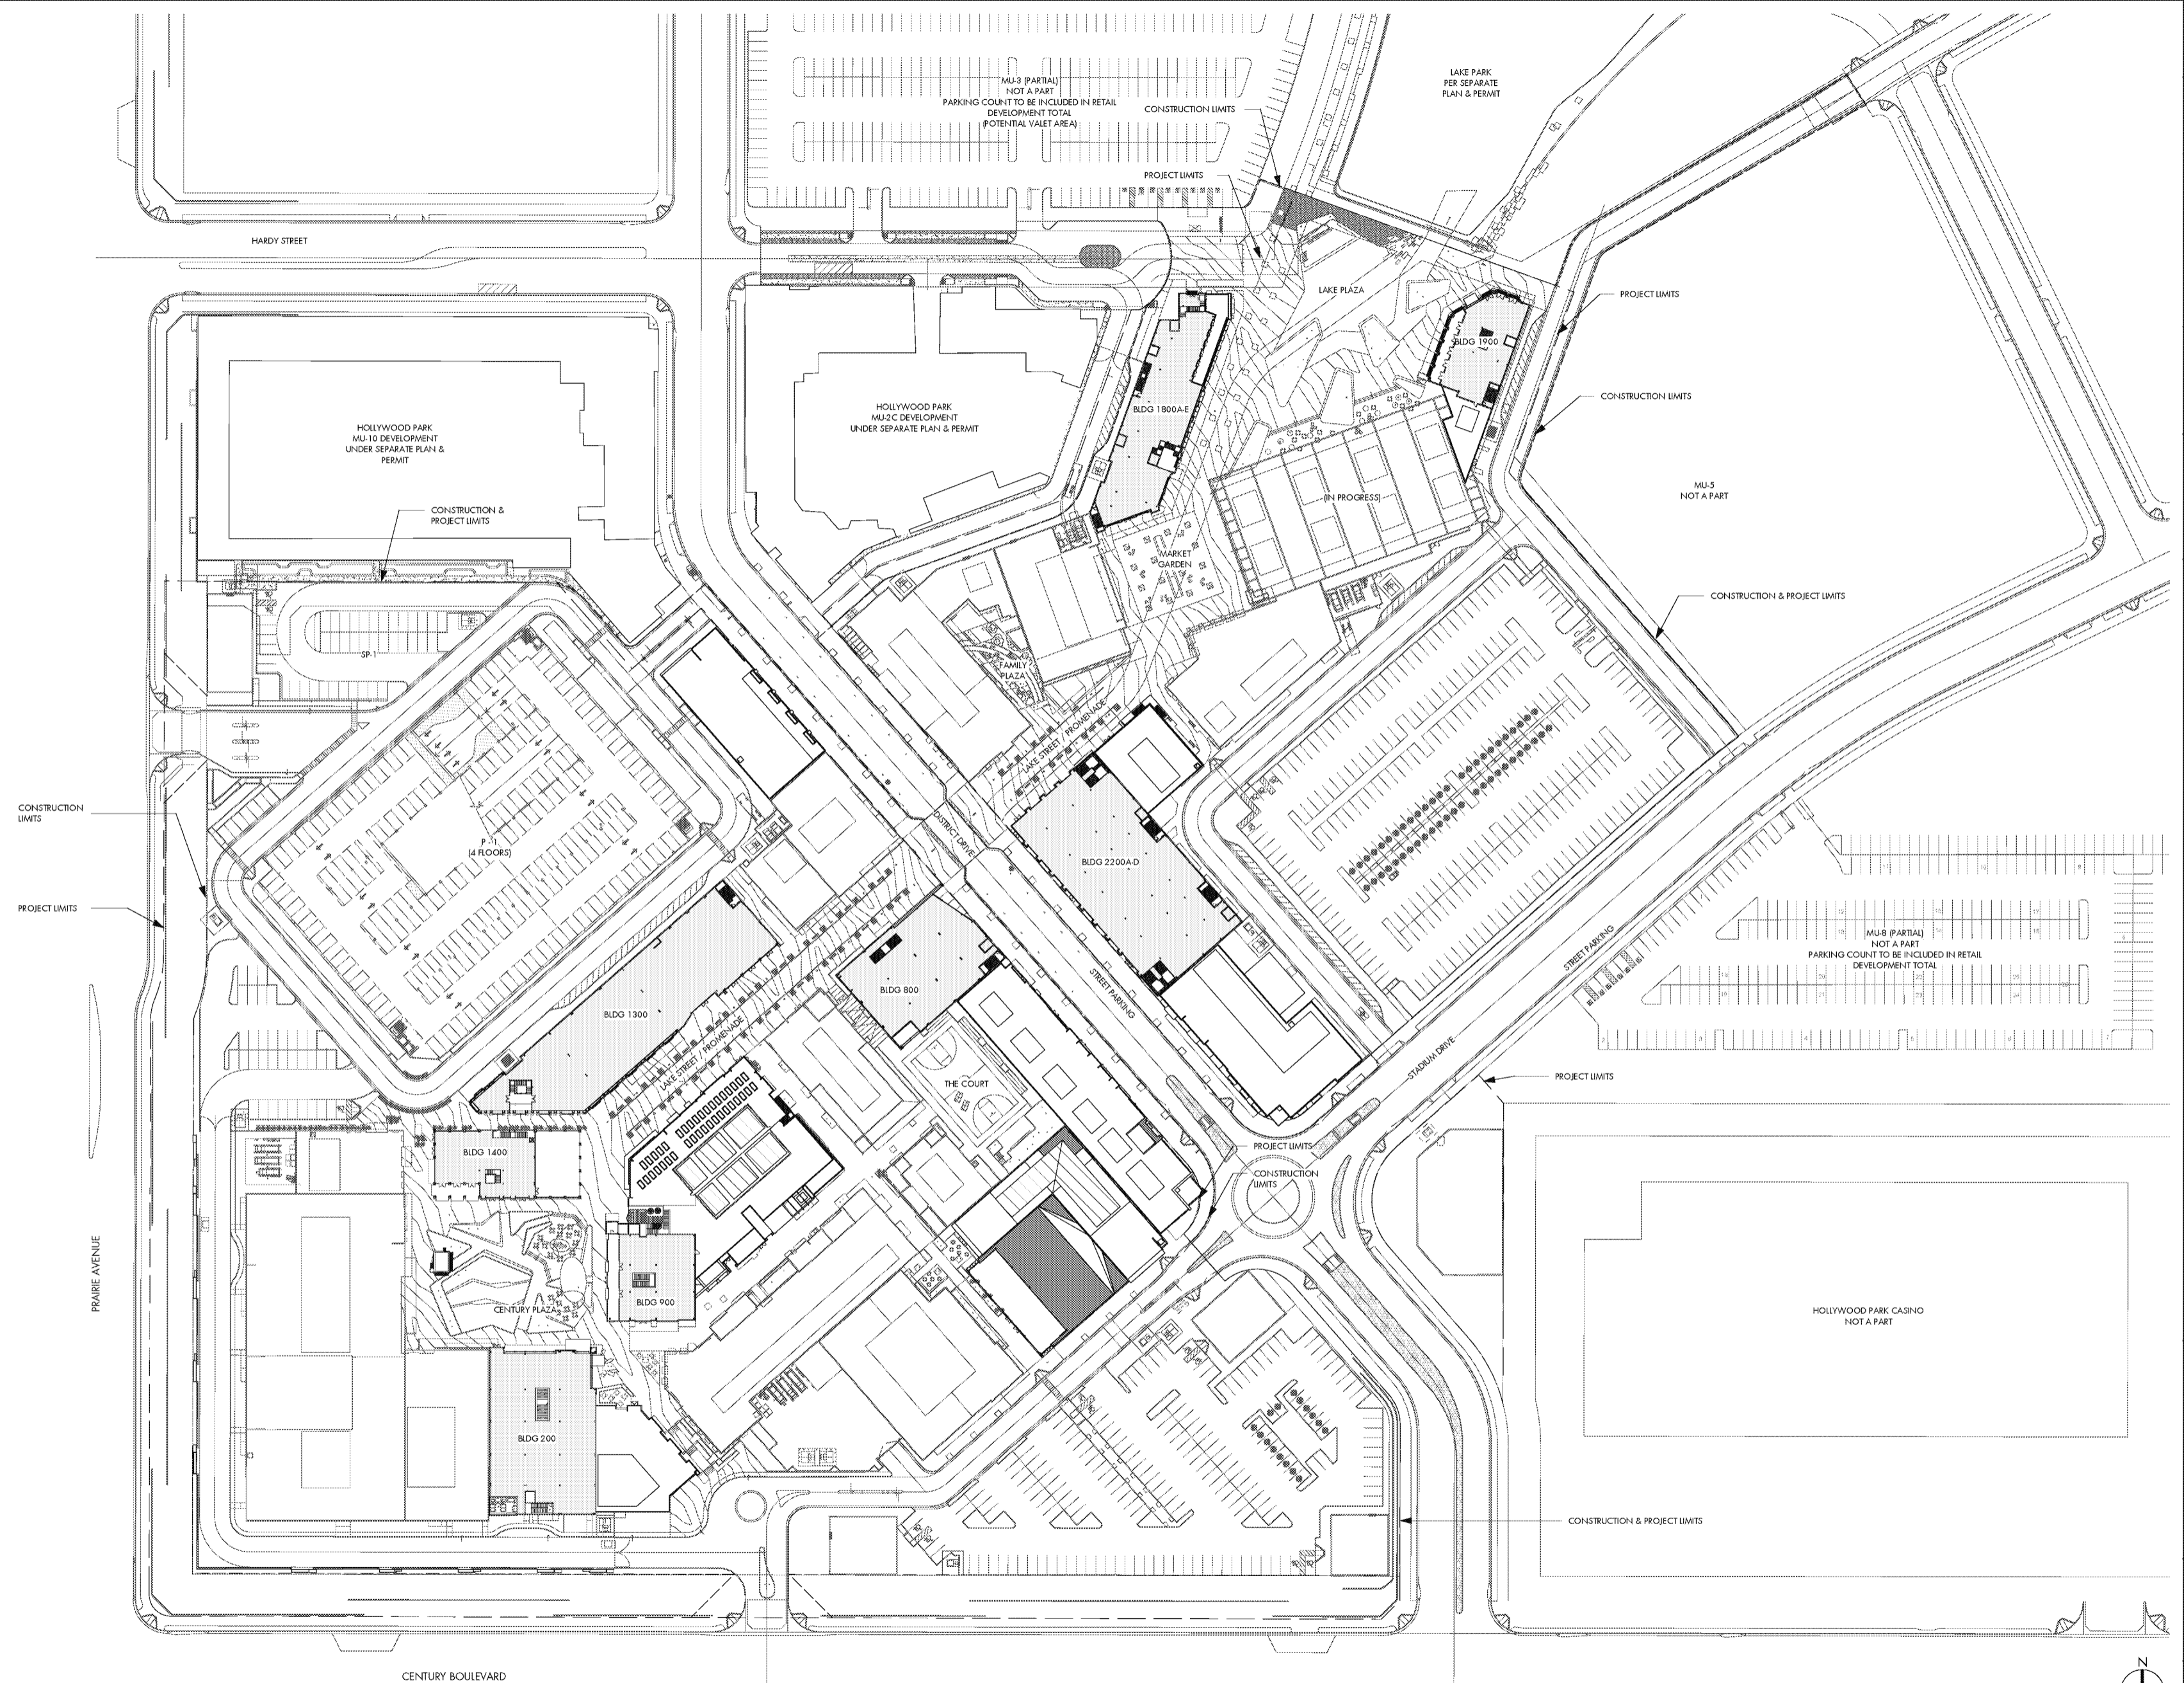 LAKE PARK
PER SEPARATE
PLAN & PERMIT
MU-3 (PARTIAL)
NOT A PART
PARKING COUNT TO BE INCLUDED IN RETAIL
DEVELOPMENT TOTAL
(POTENTIAL VALET AREA)
CONSTRUCTION LIMITS
PROJECT LIMITS
HARDY STREET
LAKE PLAZA
PROJECT LIMITS
BLDG 1900
CONSTRUCTION LIMITS
BLDG 1800A-E
HOLLYWOOD PARK
MU-2C DEVELOPMENT
UNDER SEPARATE PLAN & PERMIT
HOLLYWOOD PARK
MU-10 DEVELOPMENT
UNDER SEPARATE PLAN &
PERMIT
(IN PROGRESS)
MU-5
NOT A PART
CONSTRUCTION &
PROJECT LIMITS
MARKET
GARDEN
CONSTRUCTION & PROJECT LIMITS
SP-1
FAMILY
PLAZA
LAKE STREET / PROMENADE
CONSTRUCTION
LIMITS
DISTRICT DRIVE
P - 1
(4 FLOORS)
BLDG 2200A-D
PROJECT LIMITS
STREET PARKING
MU-8 (PARTIAL)
NOT A PART
PARKING COUNT TO BE INCLUDED IN RETAIL
DEVELOPMENT TOTAL
BLDG 800
STREET PARKING
BLDG 1300
LAKE STREET / PROMENADE
STADIUM DRIVE
PROJECT LIMITS
THE COURT
PROJECT LIMITS
BLDG 1400
CONSTRUCTION
LIMITS
PRAIRIE AVENUE
BLDG 900
CENTURY PLAZA
HOLLYWOOD PARK CASINO
NOT A PART
BLDG 200
CONSTRUCTION & PROJECT LIMITS
CENTURY BOULEVARD
N